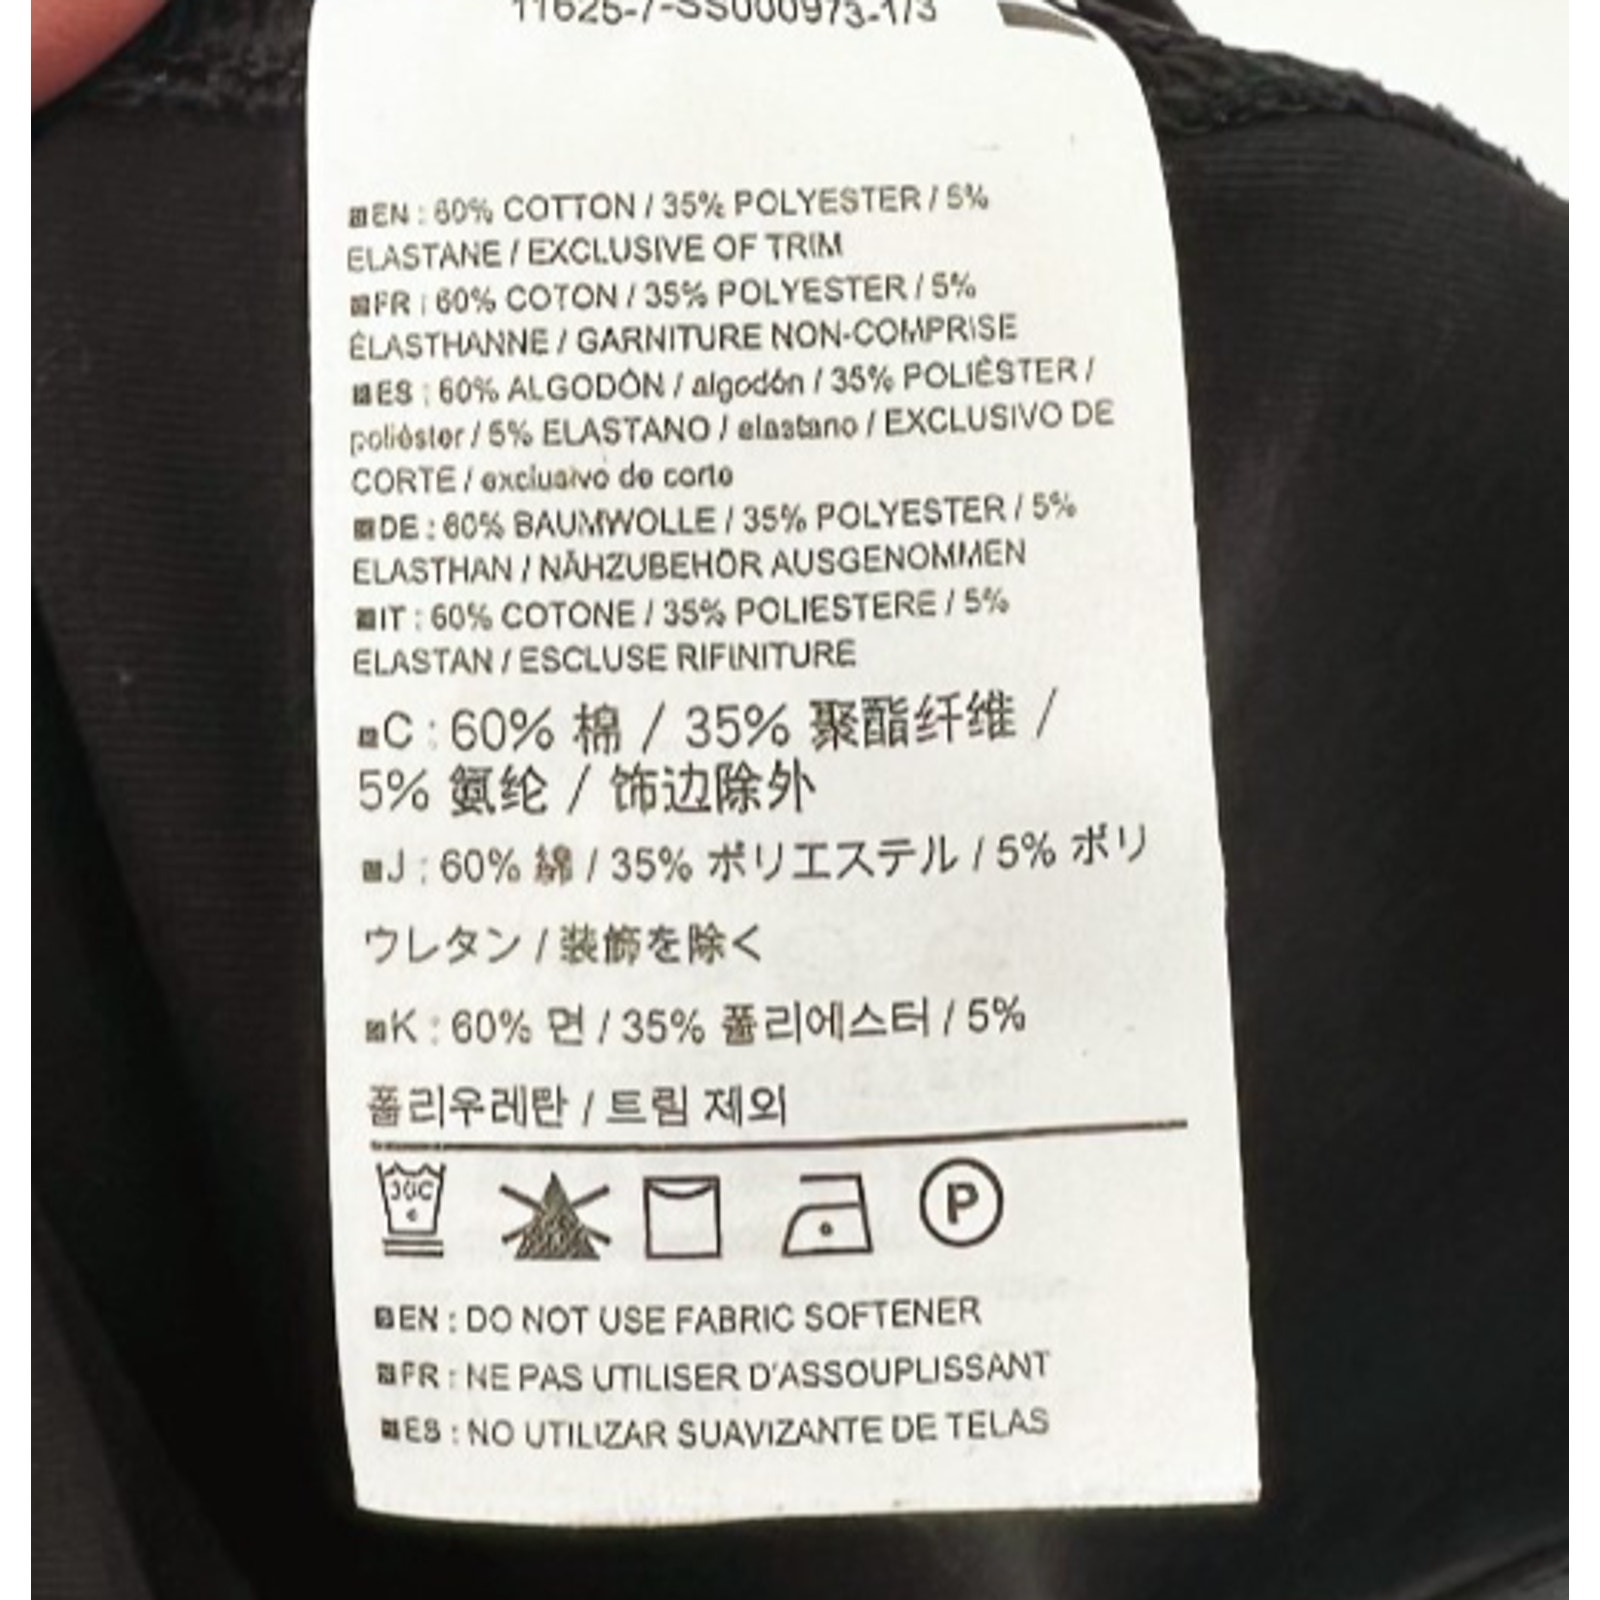 11625-7-SS000973-1/3
EN : 60% COTTON / 35% POLYESTER / 5%
ELASTANE / EXCLUSIVE OF TRIM
FR : 60% COTON / 35% POLYESTER / 5%
ÉLASTHANNE / GARNITURE NON-COMPRISE
ES : 60% ALGODÓN / algodón / 35% POLIÉSTER /
poliéster / 5% ELASTANO / elastano / EXCLUSIVO DE
CORTE / exclusivo de corte
DE : 60% BAUMWOLLE / 35% POLYESTER / 5%
ELASTHAN / NÄHZUBEHÖR AUSGENOMMEN
IT : 60% COTONE / 35% POLIESTERE / 5%
ELASTAN / ESCLUSE RIFINITURE
C : 60% 棉 / 35% 聚酯纤维 /
5% 氨纶 / 饰边除外
J : 60% 綿 / 35% ポリエステル / 5% ポリ
ウレタン / 装飾を除く
K : 60% 면 / 35% 폴리에스터 / 5%
폴리우레탄 / 트림 제외
P
EN : DO NOT USE FABRIC SOFTENER
FR : NE PAS UTILISER D'ASSOUPLISSANT
ES : NO UTILIZAR SUAVIZANTE DE TELAS